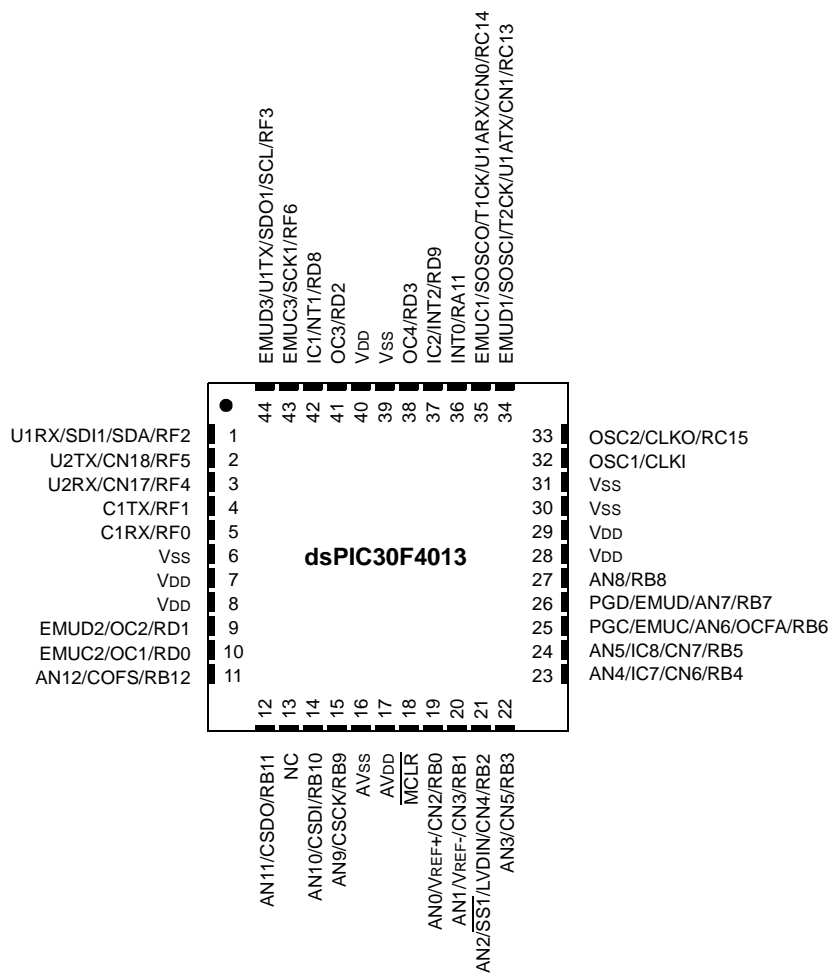 EMUD3/U1TX/SDO1/SCL/RF3
EMUC3/SCK1/RF6
IC1/NT1/RD8
OC3/RD2
VDD
VSS
OC4/RD3
IC2/INT2/RD9
INT0/RA11
EMUC1/SOSCO/T1CK/U1ARX/CN0/RC14
EMUD1/SOSCI/T2CK/U1ATX/CN1/RC13
44
43
42
41
40
39
38
37
36
35
34
U1RX/SDI1/SDA/RF2 1
U2TX/CN18/RF5 2
U2RX/CN17/RF4 3
C1TX/RF1 4
C1RX/RF0 5
VSS 6
VDD 7
VDD 8
EMUD2/OC2/RD1 9
EMUC2/OC1/RD0 10
AN12/COFS/RB12 11
dsPIC30F4013
33 OSC2/CLKO/RC15
32 OSC1/CLKI
31 VSS
30 VSS
29 VDD
28 VDD
27 AN8/RB8
26 PGD/EMUD/AN7/RB7
25 PGC/EMUC/AN6/OCFA/RB6
24 AN5/IC8/CN7/RB5
23 AN4/IC7/CN6/RB4
12
13
14
15
16
17
18
19
20
21
22
AN11/CSDO/RB11
NC
AN10/CSDI/RB10
AN9/CSCK/RB9
AVSS
AVDD
MCLR
AN0/VREF+/CN2/RB0
AN1/VREF-/CN3/RB1
AN2/SS1/LVDIN/CN4/RB2
AN3/CN5/RB3